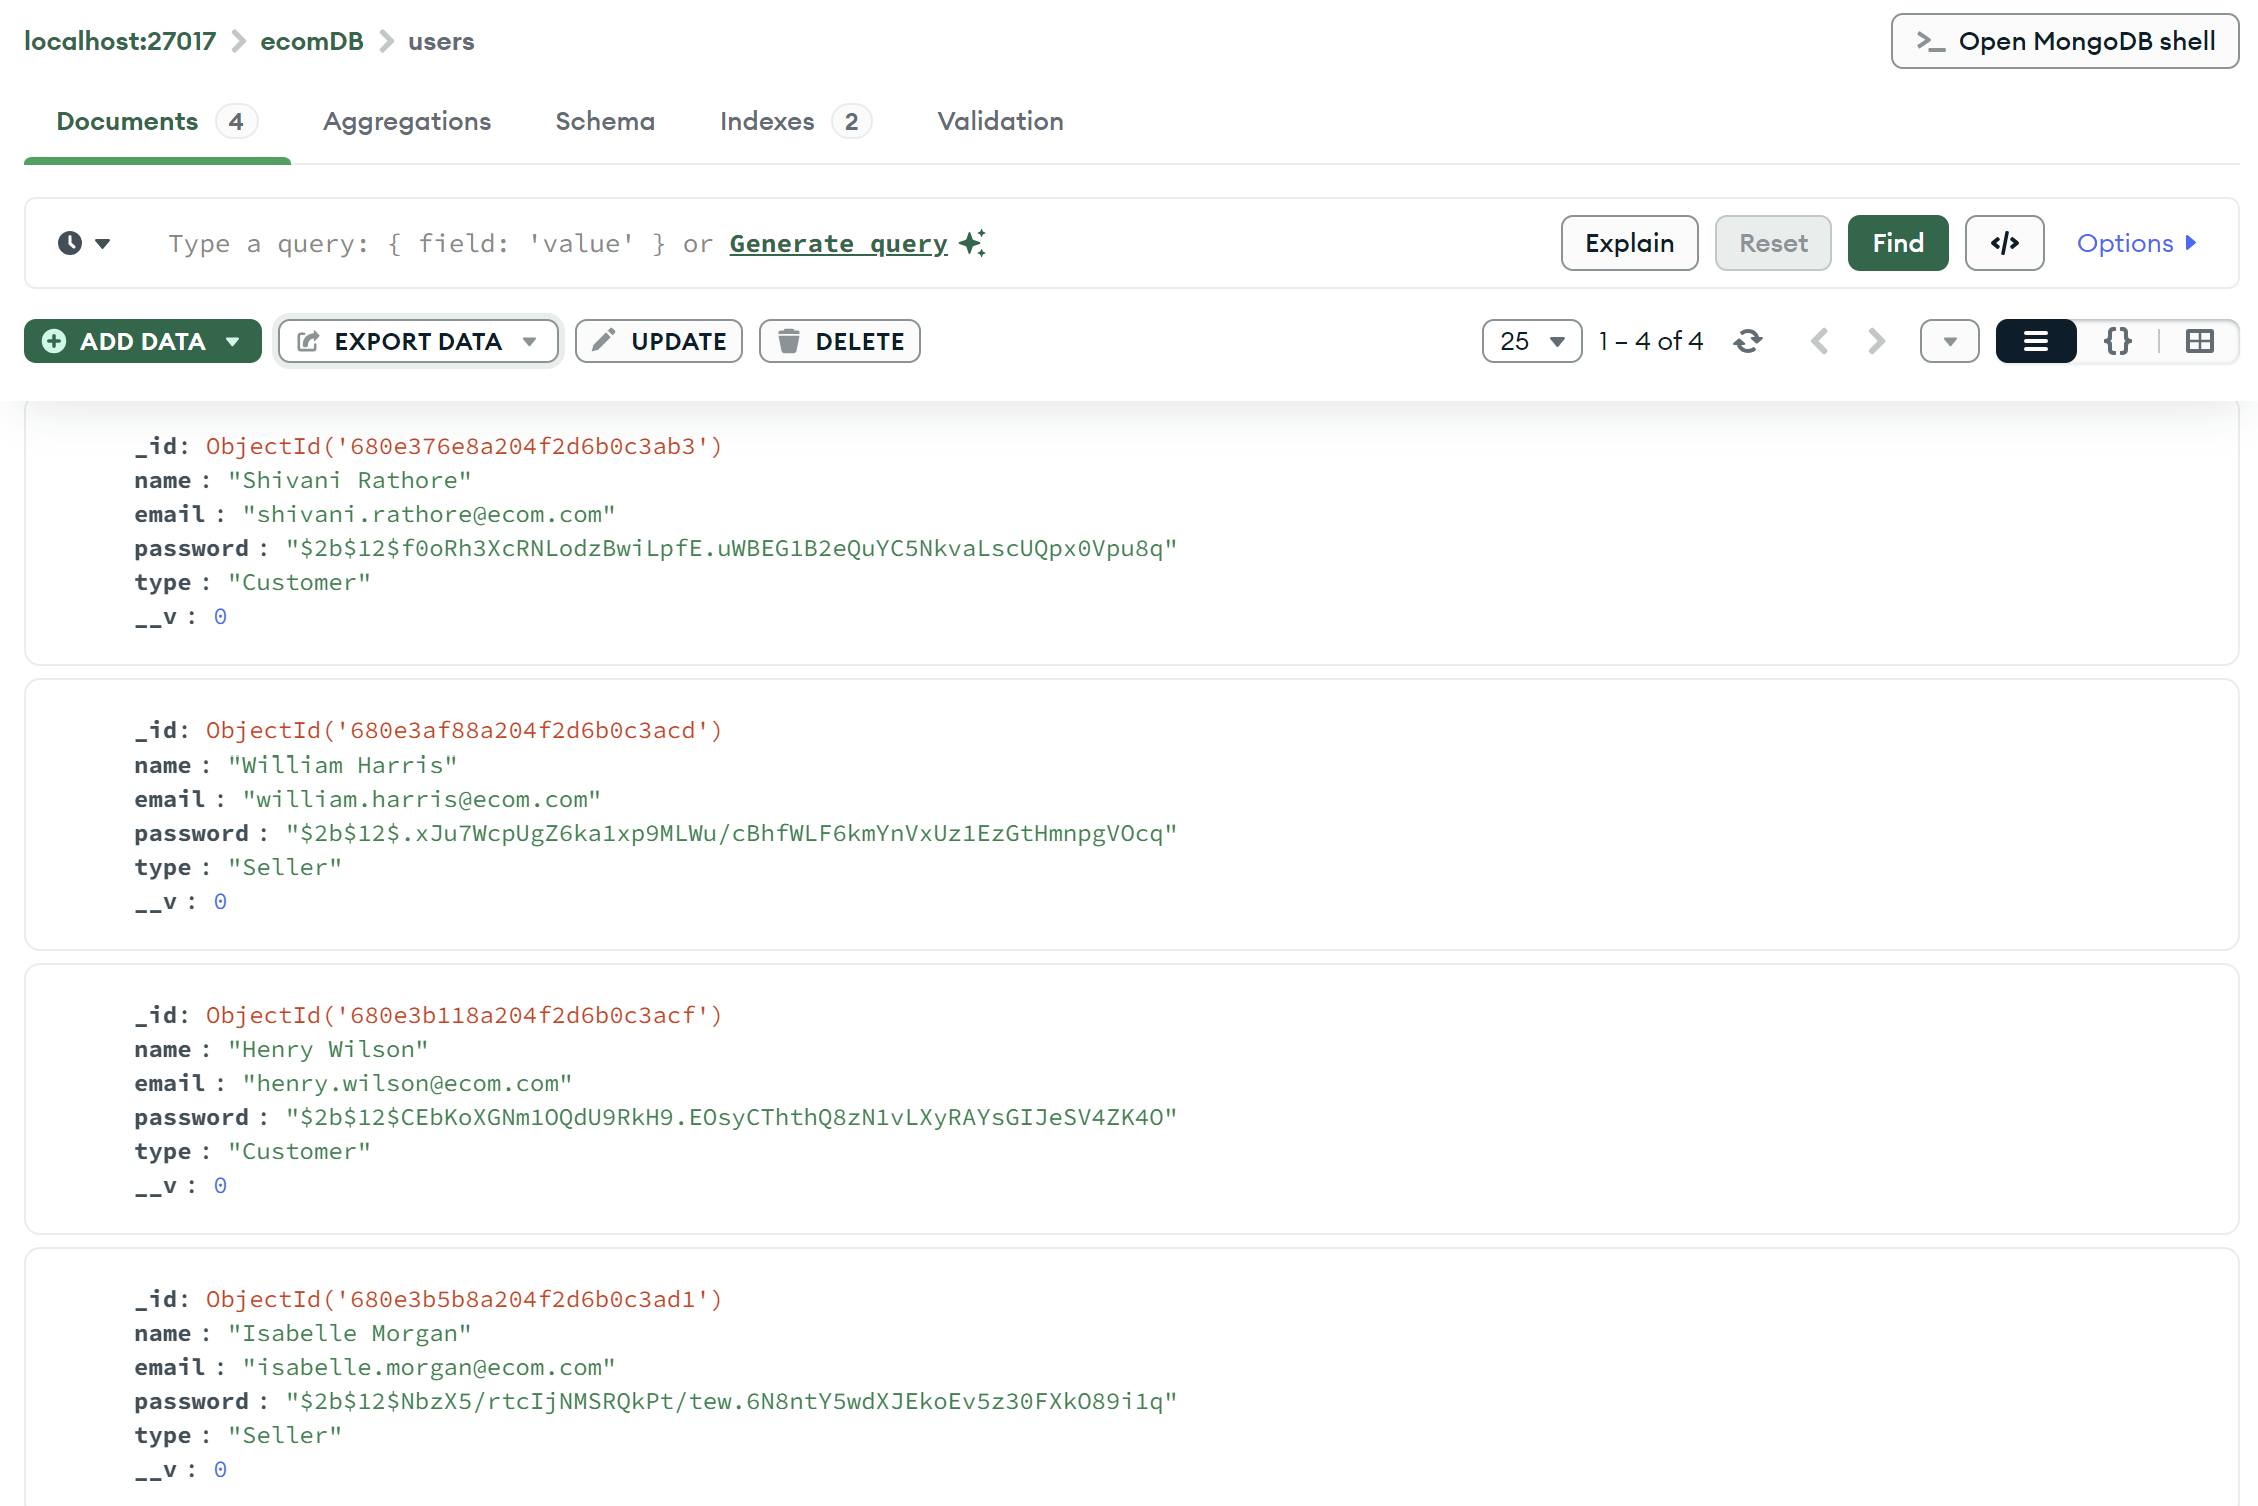 localhost:27017 > ecomDB > users
>_ Open MongoDB shell
Documents 4 Aggregations Schema Indexes 2 Validation
Type a query: { field: 'value' } or Generate query Explain Reset Find </> Options
ADD DATA EXPORT DATA UPDATE DELETE 25 1 – 4 of 4 {}
_id: ObjectId('680e376e8a204f2d6b0c3ab3')
name : "Shivani Rathore"
email : "shivani.rathore@ecom.com"
password : "$2b$12$f0oRh3XcRNLodzBwiLpfE.uWBEG1B2eQuYC5NkvaLscUQpx0Vpu8q"
type : "Customer"
__v : 0
_id: ObjectId('680e3af88a204f2d6b0c3acd')
name : "William Harris"
email : "william.harris@ecom.com"
password : "$2b$12$.xJu7WcpUgZ6ka1xp9MLWu/cBhfWLF6kmYnVxUz1EzGtHmnpgVOcq"
type : "Seller"
__v : 0
_id: ObjectId('680e3b118a204f2d6b0c3acf')
name : "Henry Wilson"
email : "henry.wilson@ecom.com"
password : "$2b$12$CEbKoXGNm1OQdU9RkH9.EOsyCThthQ8zN1vLXyRAYsGIJeSV4ZK4O"
type : "Customer"
__v : 0
_id: ObjectId('680e3b5b8a204f2d6b0c3ad1')
name : "Isabelle Morgan"
email : "isabelle.morgan@ecom.com"
password : "$2b$12$NbzX5/rtcIjNMSRQkPt/tew.6N8ntY5wdXJEkoEv5z30FXkO89i1q"
type : "Seller"
__v : 0